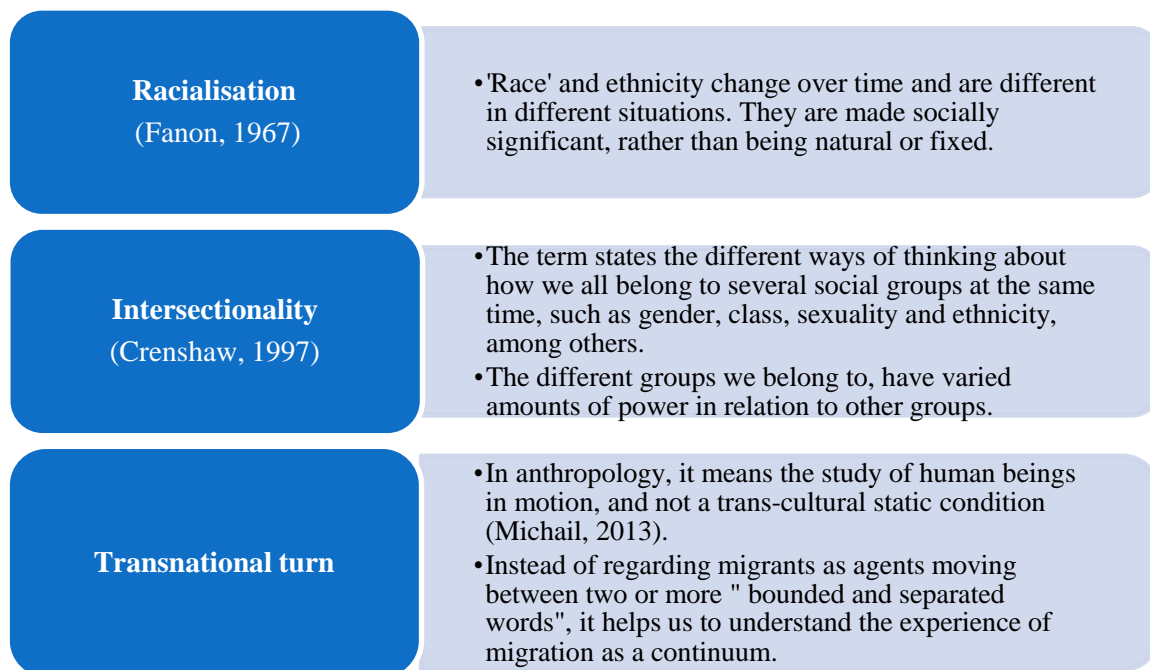 Racialisation
(Fanon, 1967)
•'Race' and ethnicity change over time and are different
in different situations. They are made socially
significant, rather than being natural or fixed.
Intersectionality
(Crenshaw, 1997)
•The term states the different ways of thinking about
how we all belong to several social groups at the same
time, such as gender, class, sexuality and ethnicity,
among others.
•The different groups we belong to, have varied
amounts of power in relation to other groups.
Transnational turn
•In anthropology, it means the study of human beings
in motion, and not a trans-cultural static condition
(Michail, 2013).
•Instead of regarding migrants as agents moving
between two or more " bounded and separated
words", it helps us to understand the experience of
migration as a continuum.